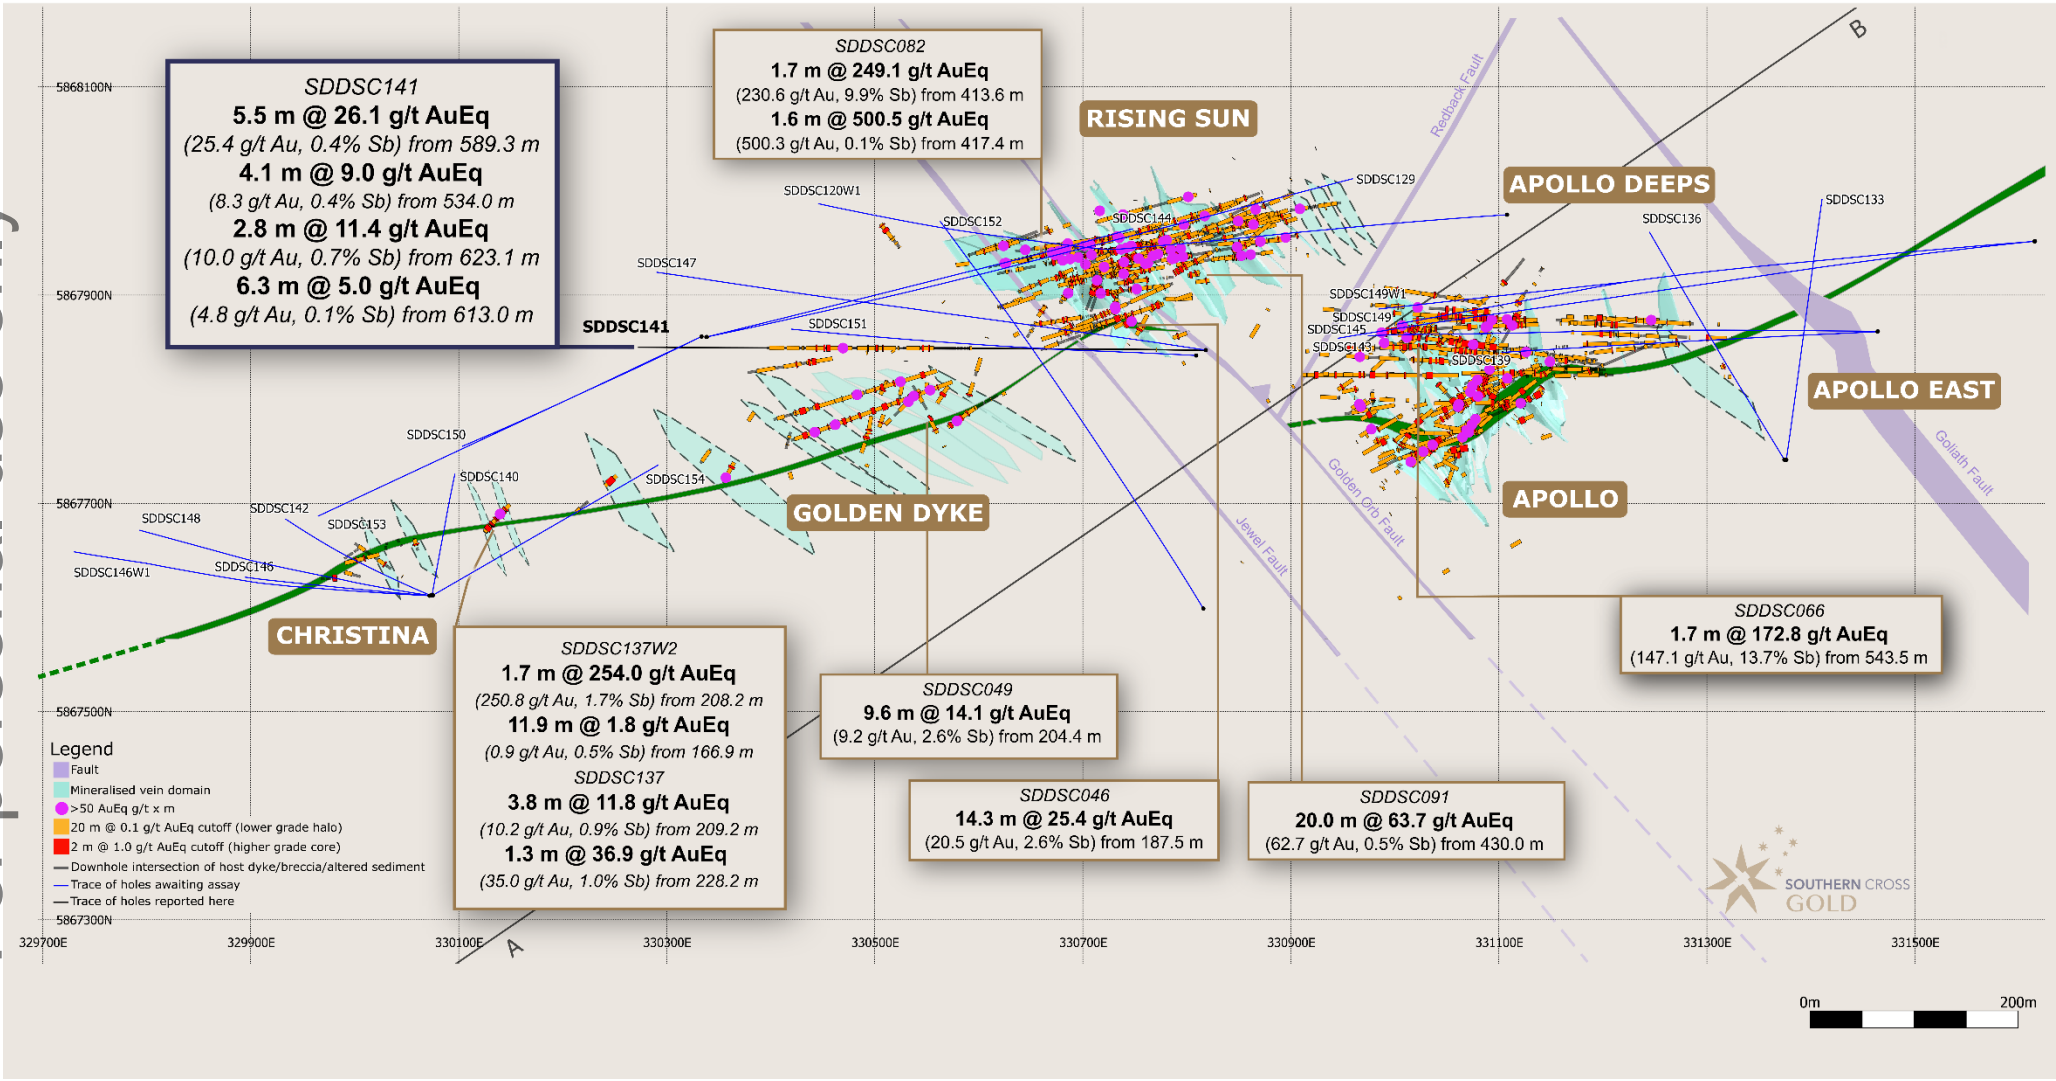 SDDSC141
5.5 m @ 26.1 g/t AuEq
(25.4 g/t Au, 0.4% Sb) from 589.3 m
4.1 m @ 9.0 g/t AuEq
(8.3 g/t Au, 0.4% Sb) from 534.0 m
2.8 m @ 11.4 g/t AuEq
(10.0 g/t Au, 0.7% Sb) from 623.1 m
6.3 m @ 5.0 g/t AuEq
(4.8 g/t Au, 0.1% Sb) from 613.0 m
SDDSC082
1.7 m @ 249.1 g/t AuEq
(230.6 g/t Au, 9.9% Sb) from 413.6 m
1.6 m @ 500.5 g/t AuEq
(500.3 g/t Au, 0.1% Sb) from 417.4 m
RISING SUN
Redback Fault
B
5868100N
APOLLO DEEPS
SDDSC120W1
SDDSC129
SDDSC152
SDDSC144
SDDSC136
SDDSC133
SDDSC147
5867900N
SDDSC149W1
SDDSC149
SDDSC145
SDDSC143
SDDSC139
SDDSC141
SDDSC151
APOLLO EAST
SDDSC150
SDDSC140
SDDSC154
Goliath Fault
Golden Orb Fault
Jewel Fault
GOLDEN DYKE
APOLLO
5867700N
SDDSC142
SDDSC148
SDDSC153
SDDSC146
SDDSC146W1
CHRISTINA
SDDSC137W2
1.7 m @ 254.0 g/t AuEq
(250.8 g/t Au, 1.7% Sb) from 208.2 m
11.9 m @ 1.8 g/t AuEq
(0.9 g/t Au, 0.5% Sb) from 166.9 m
SDDSC137
3.8 m @ 11.8 g/t AuEq
(10.2 g/t Au, 0.9% Sb) from 209.2 m
1.3 m @ 36.9 g/t AuEq
(35.0 g/t Au, 1.0% Sb) from 228.2 m
SDDSC049
9.6 m @ 14.1 g/t AuEq
(9.2 g/t Au, 2.6% Sb) from 204.4 m
SDDSC066
1.7 m @ 172.8 g/t AuEq
(147.1 g/t Au, 13.7% Sb) from 543.5 m
SDDSC046
14.3 m @ 25.4 g/t AuEq
(20.5 g/t Au, 2.6% Sb) from 187.5 m
SDDSC091
20.0 m @ 63.7 g/t AuEq
(62.7 g/t Au, 0.5% Sb) from 430.0 m
5867500N
Legend
Fault
Mineralised vein domain
>50 AuEq g/t x m
20 m @ 0.1 g/t AuEq cutoff (lower grade halo)
2 m @ 1.0 g/t AuEq cutoff (higher grade core)
Downhole intersection of host dyke/breccia/altered sediment
Trace of holes awaiting assay
Trace of holes reported here
SOUTHERN CROSS
GOLD
5867300N
A
329700E
329900E
330100E
330300E
330500E
330700E
330900E
331100E
331300E
331500E
0m
200m